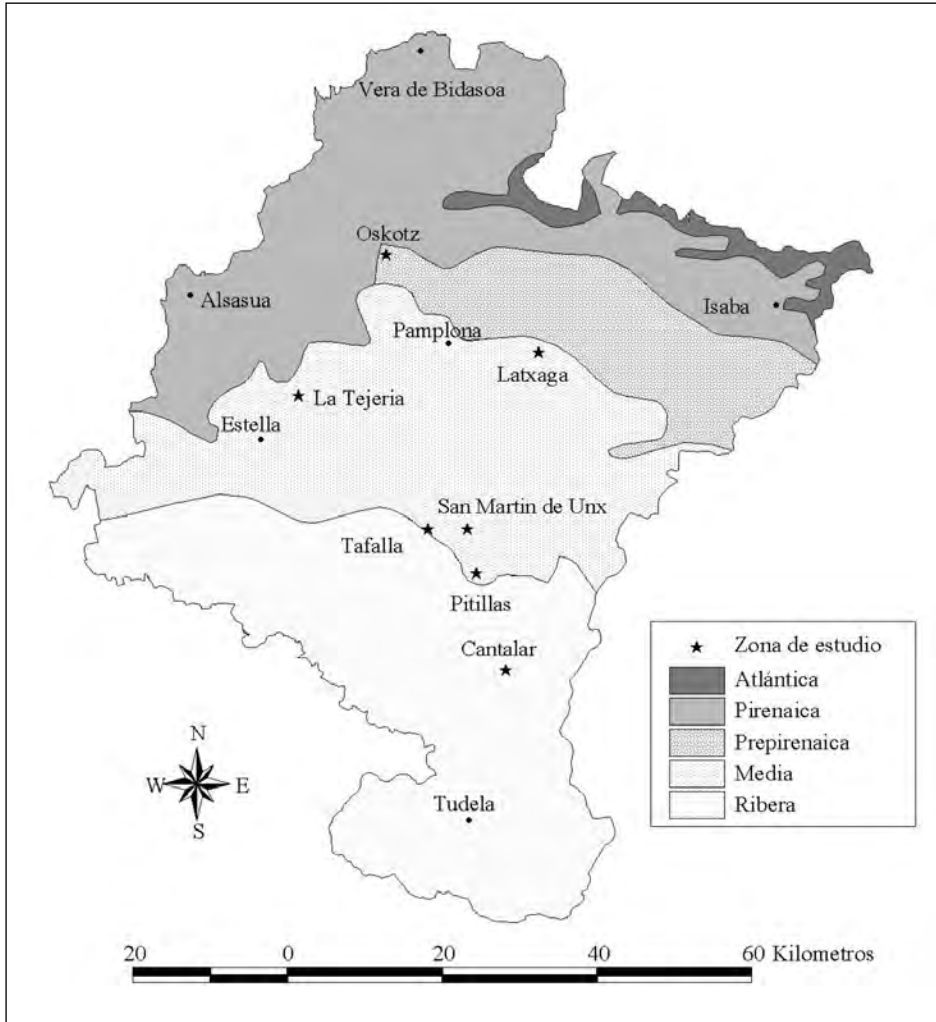 Vera de Bidasoa
Oskotz
Alsasua
Isaba
Pamplona
Latxaga
La Tejeria
Estella
San Martin de Unx
Tafalla
Pitillas
Cantalar
Zona de estudio
Atlántica
Pirenaica
Prepirenaica
Media
Ribera
N
W
E
S
Tudela
20 0 20 40 60 Kilometros